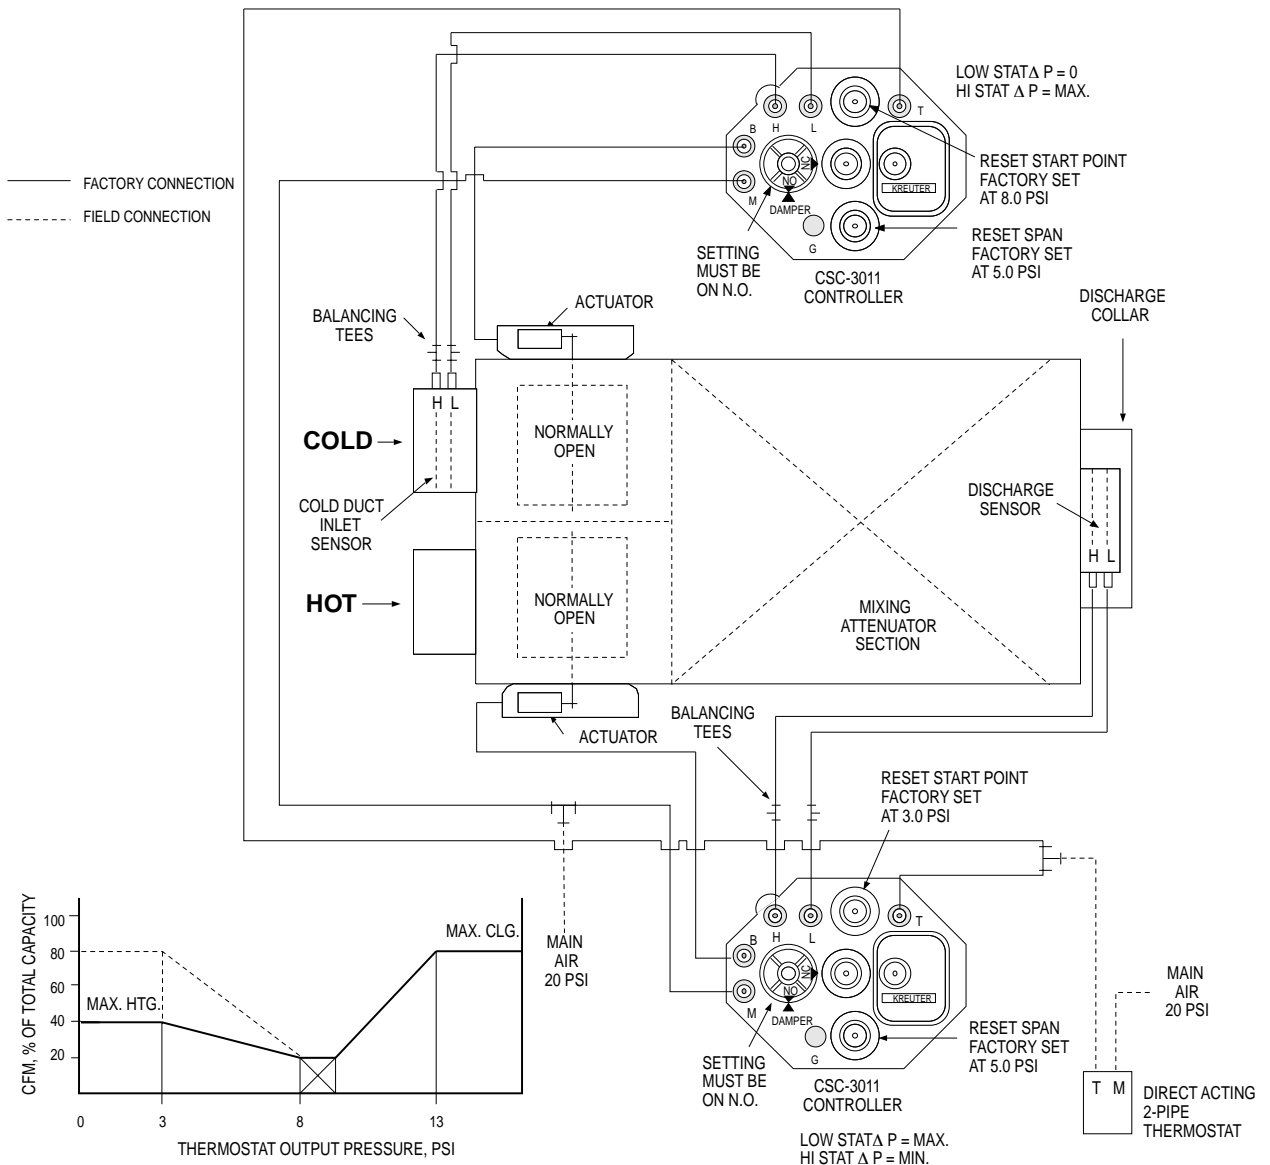 LOW STAT Δ P = 0
HI STAT Δ P = MAX.
T
B
H
L
NC
NO
M
DAMPER
G
KREUTER
RESET START POINT
FACTORY SET
AT 8.0 PSI
FACTORY CONNECTION
FIELD CONNECTION
SETTING
MUST BE
ON N.O.
RESET SPAN
FACTORY SET
AT 5.0 PSI
CSC-3011
CONTROLLER
ACTUATOR
BALANCING
TEES
DISCHARGE
COLLAR
H L
COLD
NORMALLY
OPEN
COLD DUCT
INLET
SENSOR
DISCHARGE
SENSOR
H L
HOT
NORMALLY
OPEN
MIXING
ATTENUATOR
SECTION
ACTUATOR
BALANCING
TEES
RESET START POINT
FACTORY SET
AT 3.0 PSI
T
B
H
L
NC
NO
M
DAMPER
G
KREUTER
MAIN
AIR
20 PSI
MAIN
AIR
20 PSI
SETTING
MUST BE
ON N.O.
RESET SPAN
FACTORY SET
AT 5.0 PSI
CSC-3011
CONTROLLER
LOW STAT Δ P = MAX.
HI STAT Δ P = MIN.
T M
DIRECT ACTING
2-PIPE
THERMOSTAT
CFM, % OF TOTAL CAPACITY
100
80
60
40
20
MAX. HTG.
MAX. CLG.
0
3
8
13
THERMOSTAT OUTPUT PRESSURE, PSI